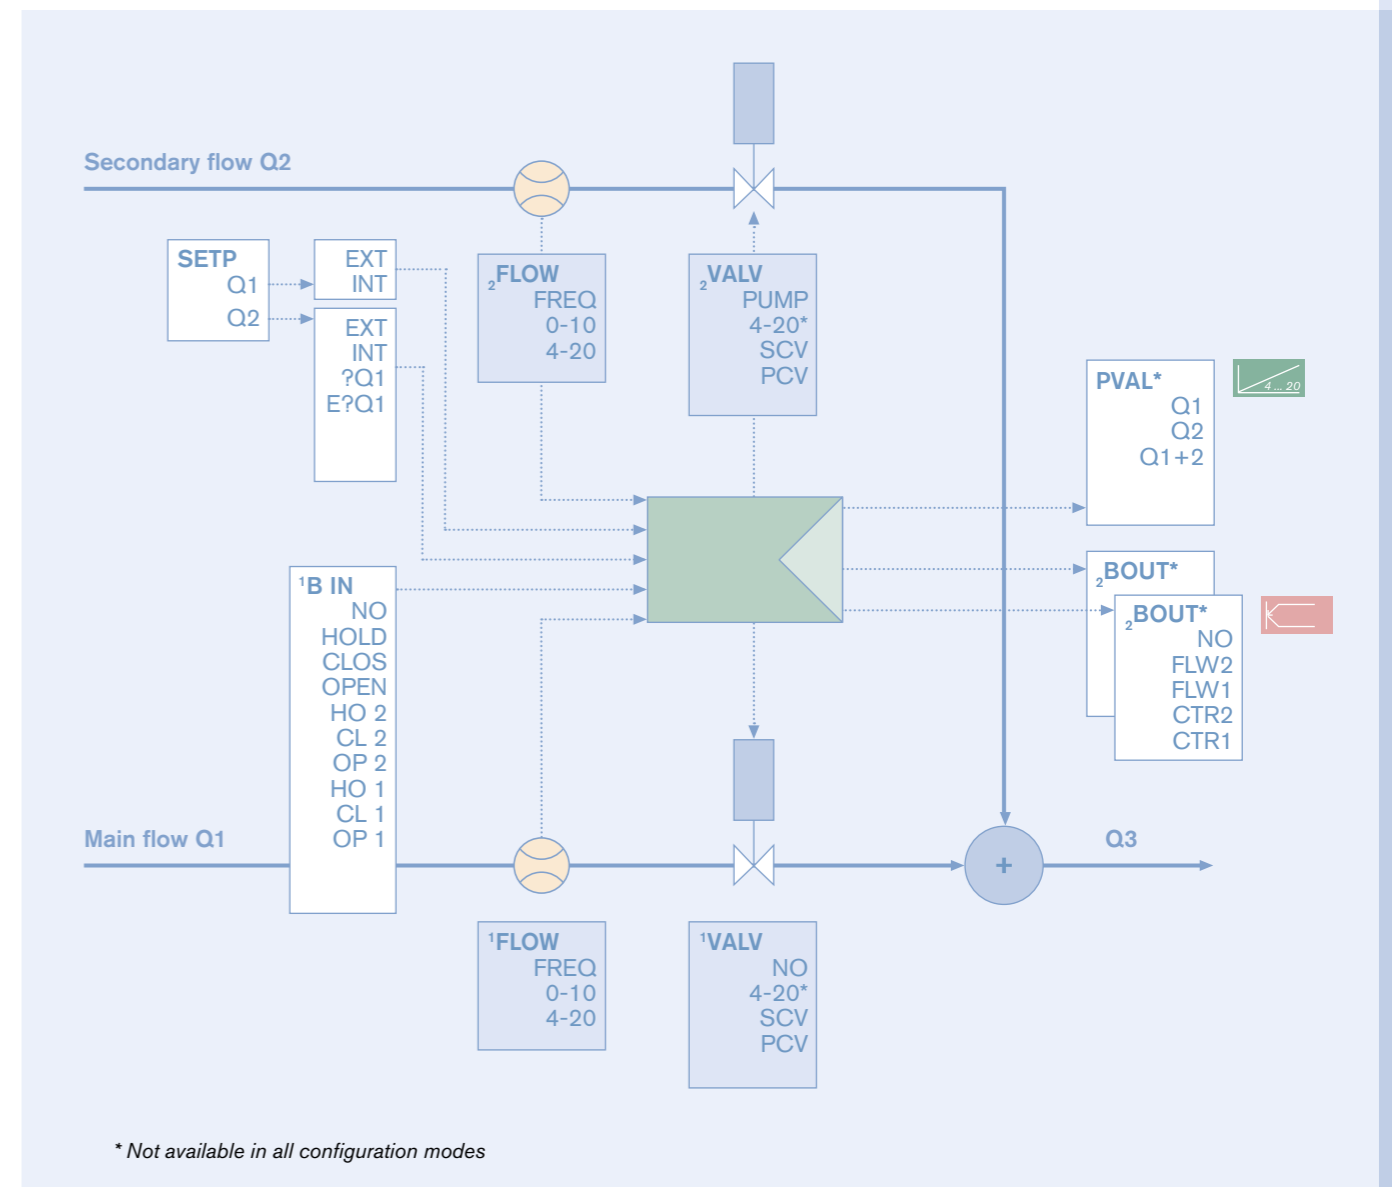 Secondary flow Q2
SETP
Q1
Q2
EXT
INT
EXT
INT
?Q1
E?Q1
2FLOW
FREQ
0-10
4-20
2VALV
PUMP
4-20*
SCV
PCV
PVAL*
Q1
Q2
Q1+2
4 ... 20
2BOUT*
2BOUT*
NO
FLW2
FLW1
CTR2
CTR1
1B IN
NO
HOLD
CLOS
OPEN
HO 2
CL 2
OP 2
HO 1
CL 1
OP 1
Main flow Q1
+
Q3
1FLOW
FREQ
0-10
4-20
1VALV
NO
4-20*
SCV
PCV
* Not available in all configuration modes